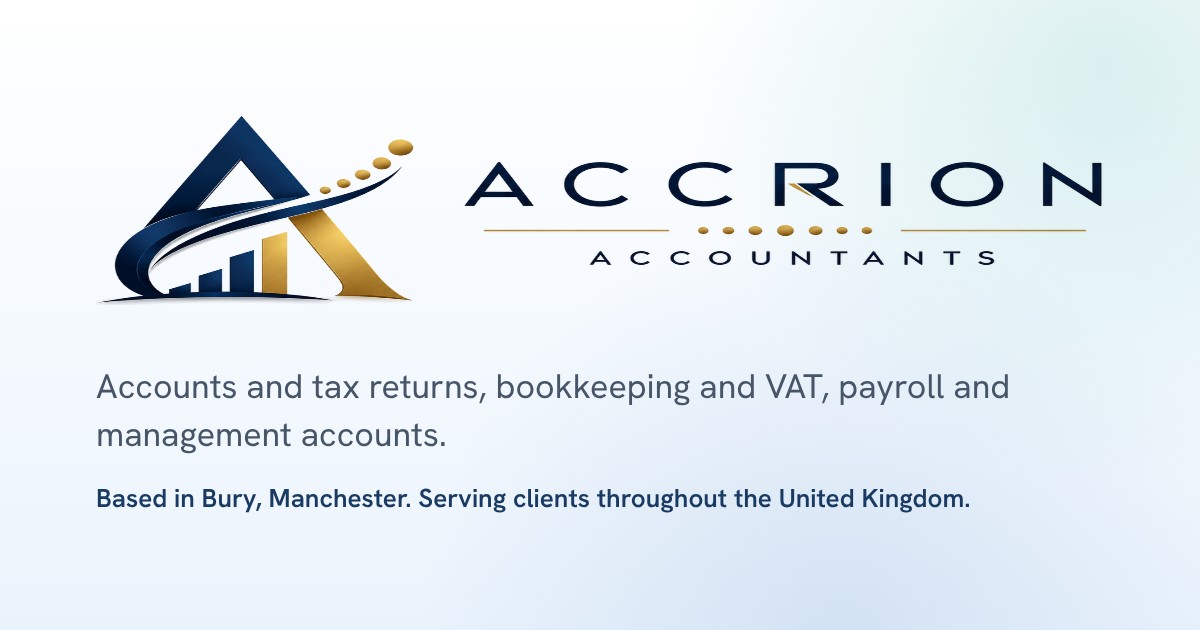 ACCRION
ACCOUNTANTS
Accounts and tax returns, bookkeeping and VAT, payroll and
management accounts.
Based in Bury, Manchester. Serving clients throughout the United Kingdom.